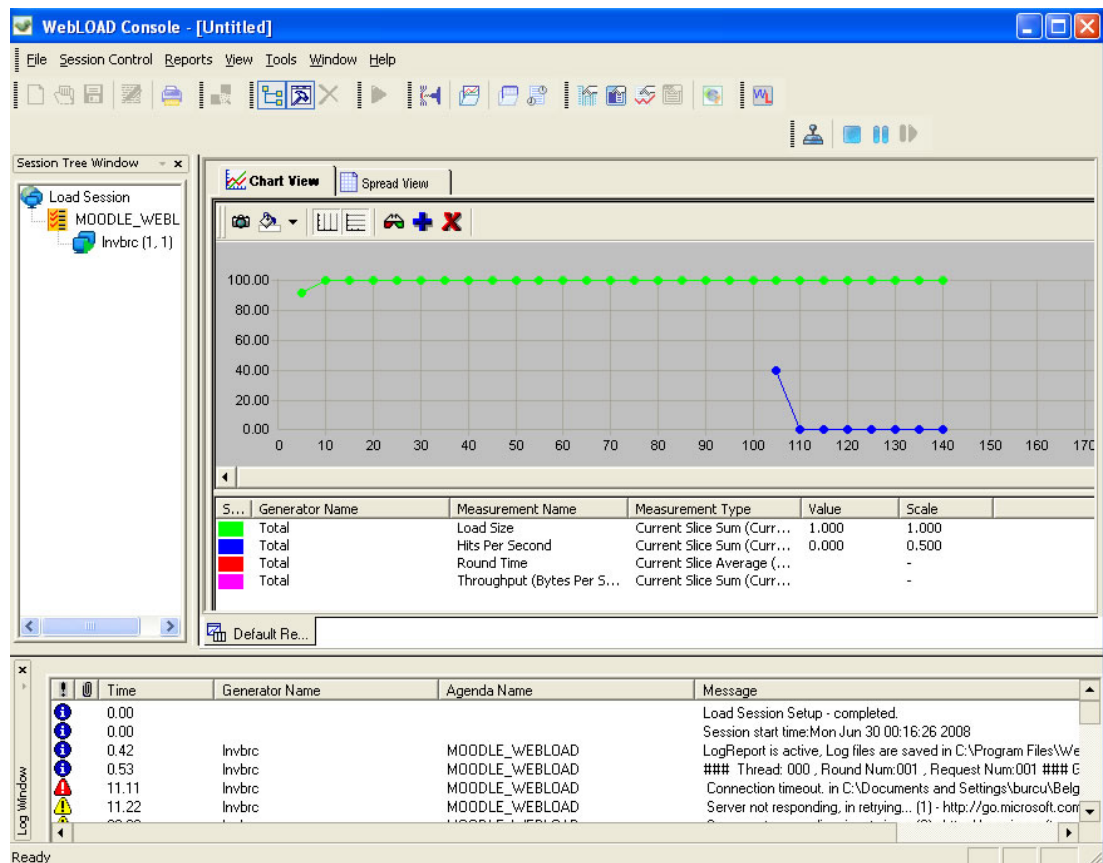 WebLOAD Console - [Untitled]
File Session Control Reports View Tools Window Help
Session Tree Window
Load Session
MOODLE_WEBL
Invbrc (1, 1)
Chart View Spread View
100.00
80.00
60.00
40.00
20.00
0.00
0 10 20 30 40 50 60 70 80 90 100 110 120 130 140 150 160 170
S... Generator Name Measurement Name Measurement Type Value Scale
Total Load Size Current Slice Sum (Curr... 1.000 1.000
Total Hits Per Second Current Slice Sum (Curr... 0.000 0.500
Total Round Time Current Slice Average (... -
Total Throughput (Bytes Per S... Current Slice Sum (Curr... -
Default Re...
Log Window
! Time Generator Name Agenda Name Message
0.00 Load Session Setup - completed.
0.00 Session start time:Mon Jun 30 00:16:26 2008
0.42 Invbrc MOODLE_WEBLOAD LogReport is active, Log files are saved in C:\Program Files\We
0.53 Invbrc MOODLE_WEBLOAD ### Thread: 000 , Round Num:001 , Request Num:001 ### G
11.11 Invbrc MOODLE_WEBLOAD Connection timeout. in C:\Documents and Settings\burcu\Belg
11.22 Invbrc MOODLE_WEBLOAD Server not responding, in retrying... (1) - http://go.microsoft.com
Ready